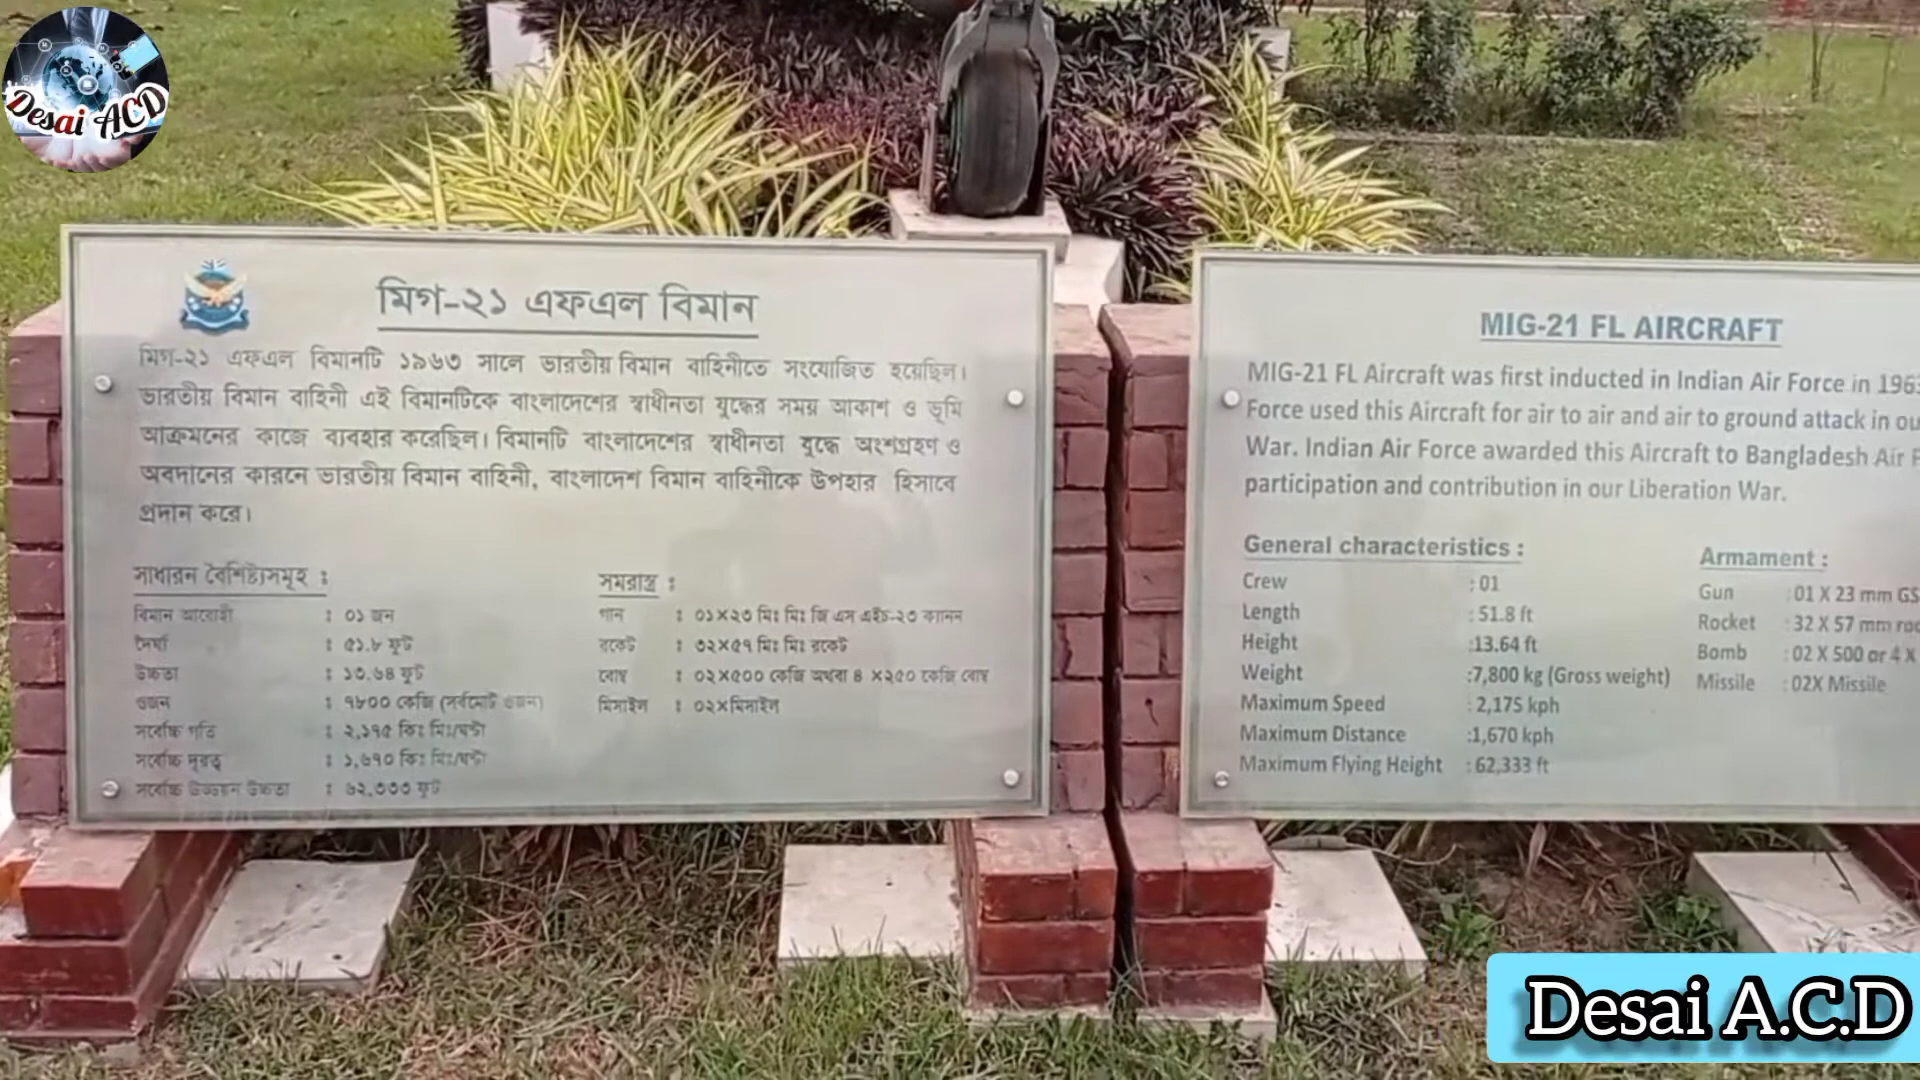 Desai ACD
মিগ-২১ এফএল বিমান
মিগ-২১ এফএল বিমানটি ১৯৬৩ সালে ভারতীয় বিমান বাহিনীতে সংযোজিত হয়েছিল।
ভারতীয় বিমান বাহিনী এই বিমানটিকে বাংলাদেশের স্বাধীনতা যুদ্ধের সময় আকাশ ও ভূমি
আক্রমনের কাজে ব্যবহার করেছিল। বিমানটি বাংলাদেশের স্বাধীনতা যুদ্ধে অংশগ্রহণ ও
অবদানের কারনে ভারতীয় বিমান বাহিনী, বাংলাদেশ বিমান বাহিনীকে উপহার হিসাবে
প্রদান করে।
সাধারন বৈশিষ্ট্যসমূহ :
বিমান আরোহী : ০১ জন
দৈর্ঘ্য : ৫১.৮ ফুট
উচ্চতা : ১৩.৬৪ ফুট
ওজন : ৭৮০০ কেজি (সর্বমোট ওজন)
সর্বোচ্চ গতি : ২,১৭৫ কিঃ মিঃ/ঘন্টা
সর্বোচ্চ দূরত্ব : ১,৬৭০ কিঃ মিঃ/ঘন্টা
সর্বোচ্চ উড্ডয়ন উচ্চতা : ৬২,৩৩৩ ফুট
সমরাস্ত্র :
গান : ০১×২৩ মিঃ মিঃ জি এস এইচ-২৩ ক্যানন
রকেট : ৩২×৫৭ মিঃ মিঃ রকেট
বোম্ব : ০২×৫০০ কেজি অথবা ৪ ×২৫০ কেজি বোম্ব
মিসাইল : ০২×মিসাইল
MIG-21 FL AIRCRAFT
MIG-21 FL Aircraft was first inducted in Indian Air Force in 1963
Force used this Aircraft for air to air and air to ground attack in
War. Indian Air Force awarded this Aircraft to Bangladesh Air
participation and contribution in our Liberation War.
General characteristics :
Crew : 01
Length : 51.8 ft
Height :13.64 ft
Weight :7,800 kg (Gross weight)
Maximum Speed : 2,175 kph
Maximum Distance :1,670 kph
Maximum Flying Height : 62,333 ft
Armament :
Gun : 01 X 23 mm
Rocket : 32 X 57 mm
Bomb : 02 X 500 or 4 X
Missile : 02X Missile
Desai A.C.D